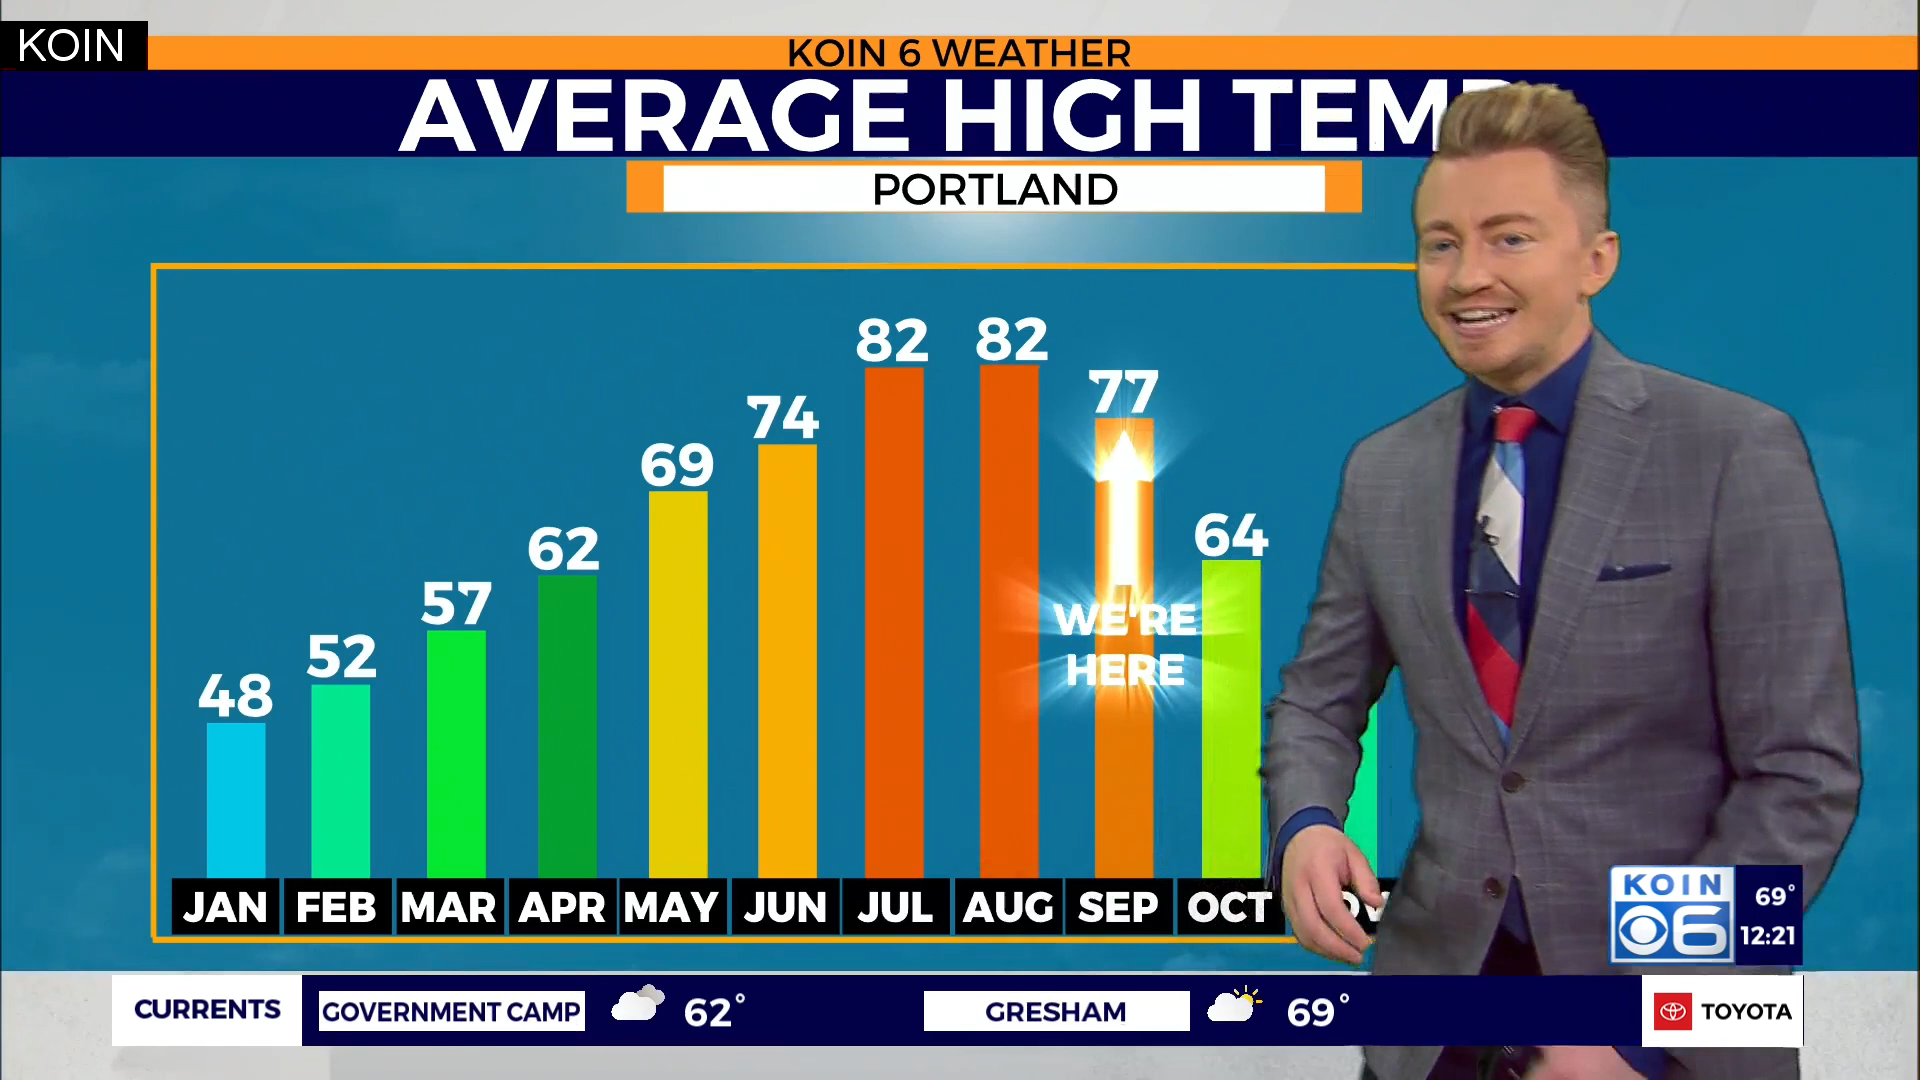 KOIN
KOIN 6 WEATHER
AVERAGE HIGH TEMP
PORTLAND
48
52
57
62
69
74
82
82
77
64
WE'RE
HERE
JAN
FEB
MAR
APR
MAY
JUN
JUL
AUG
SEP
OCT
KOIN
6
69°
12:21
CURRENTS
GOVERNMENT CAMP
62°
GRESHAM
69°
TOYOTA